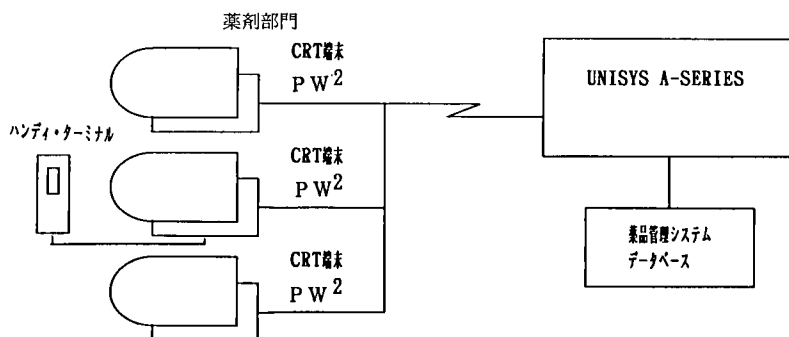 薬剤部門
CRT端末
PW²
UNISYS A-SERIES
ハンディ・ターミナル
CRT端末
PW²
薬品管理システム
データベース
CRT端末
PW²